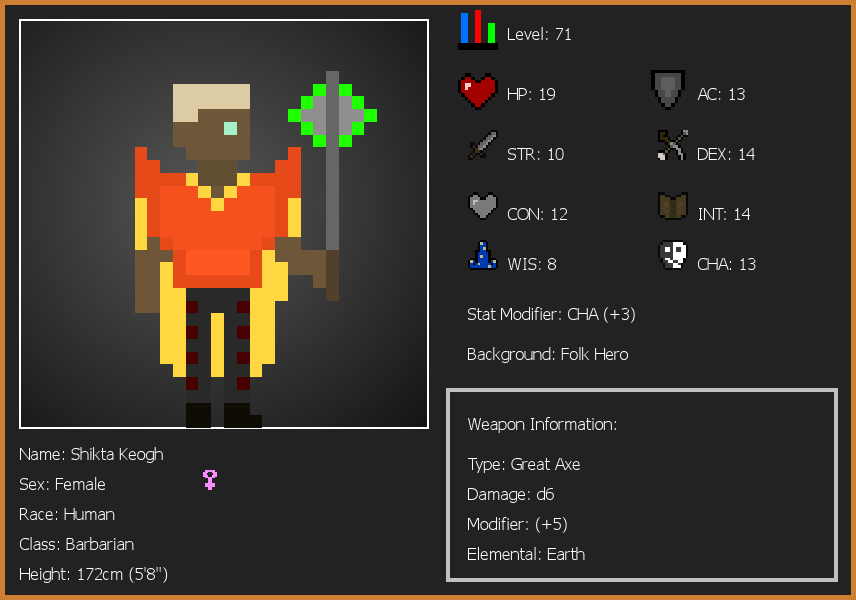 Level: 71
HP: 19
AC: 13
STR: 10
DEX: 14
CON: 12
INT: 14
WIS: 8
CHA: 13
Stat Modifier: CHA (+3)
Background: Folk Hero
Weapon Information:
Type: Great Axe
Damage: d6
Modifier: (+5)
Elemental: Earth
Name: Shikta Keogh
Sex: Female
Race: Human
Class: Barbarian
Height: 172cm (5'8")